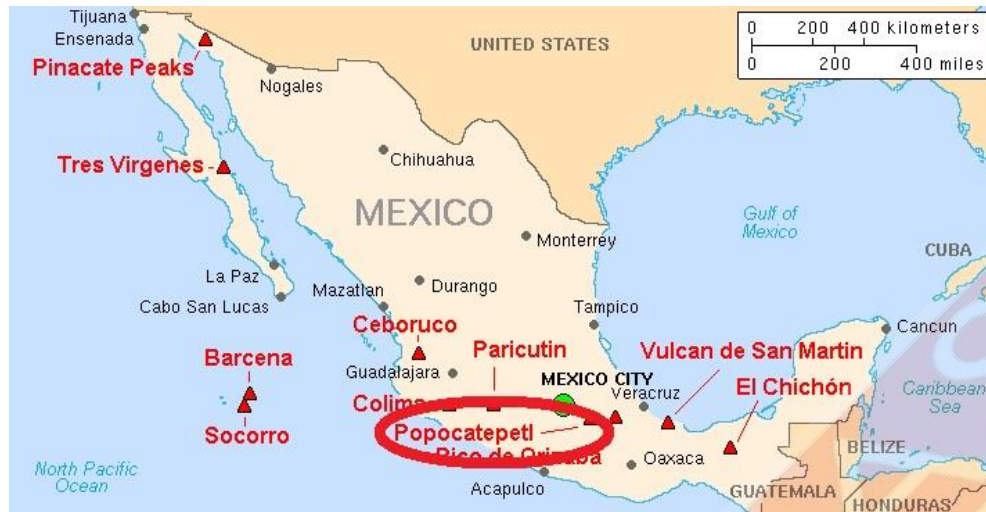 Tijuana
Ensenada
Pinacate Peaks
Nogales
UNITED STATES
0 200 400 kilometers
0 200 400 miles
Chihuahua
Tres Virgenes
MEXICO
Gulf of
Mexico
Monterrey
CUBA
La Paz
Cabo San Lucas
Mazatlan
Durango
Tampico
Cancun
Ceboruco
Paricutin
Vulcan de San Martin
Barcena
Guadalajara
MEXICO CITY
Veracruz
El Chichón
Caribbean
Sea
Colima
Socorro
Popocatepetl
Pico de Orizaba
Oaxaca
BELIZE
North Pacific
Ocean
Acapulco
GUATEMALA
HONDURAS